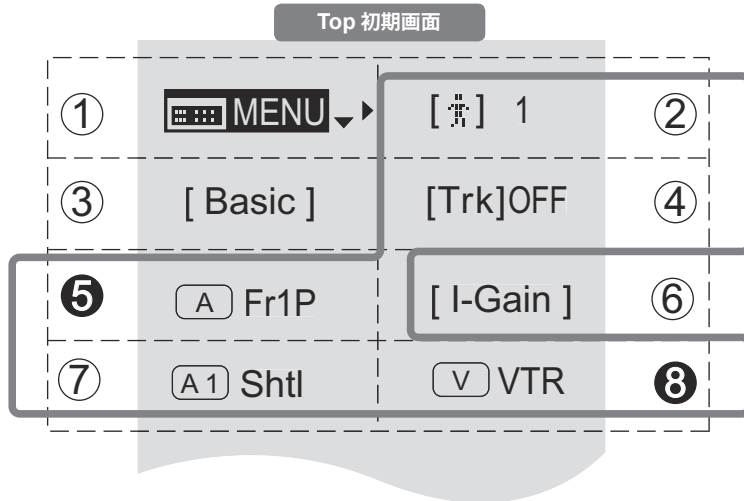 Top 初期画面
① MENU [ ] 1 ②
③ [ Basic ] [Trk]OFF ④
❺ A Fr1P [ I-Gain ] ⑥
⑦ A 1 Shtl V VTR ❽